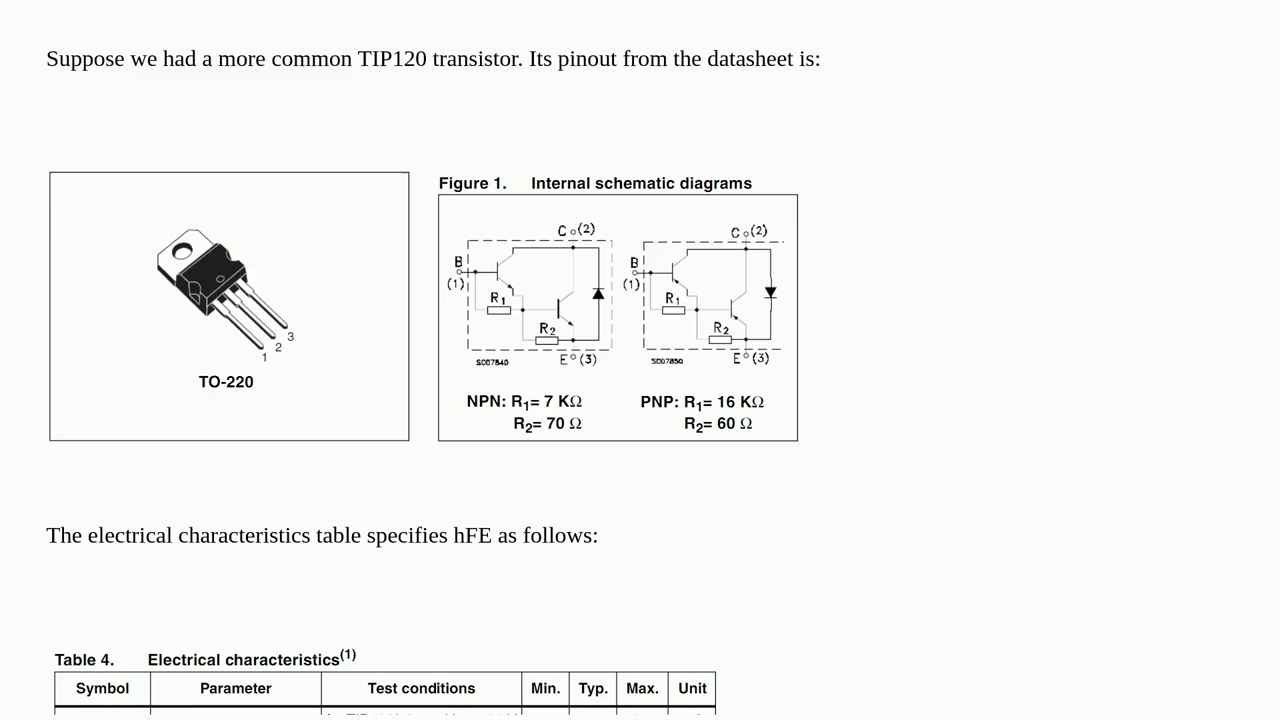 Suppose we had a more common TIP120 transistor. Its pinout from the datasheet is:
1
2
3
TO-220
Figure 1. Internal schematic diagrams
C (2)
B
(1)
R1
R2
SC07840
E (3)
NPN: R1= 7 KΩ
R2= 70 Ω
C (2)
B
(1)
R1
R2
SC07850
E (3)
PNP: R1= 16 KΩ
R2= 60 Ω
The electrical characteristics table specifies hFE as follows:
Table 4. Electrical characteristics(1)
Symbol Parameter Test conditions Min. Typ. Max. Unit